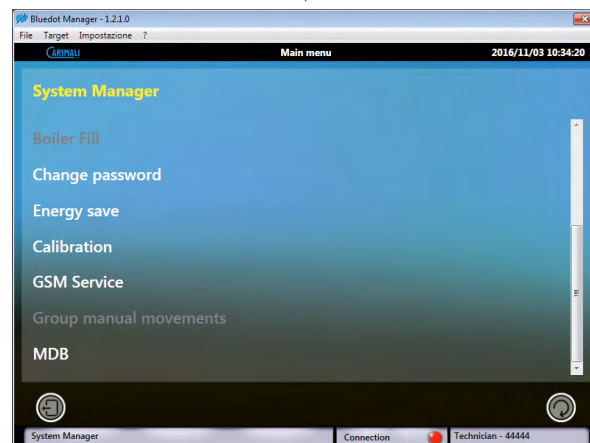 Bluedot Manager - 1.2.1.0
File Target Impostazione ?
CARIMALI Main menu 2016/11/03 10:34:20
System Manager
Boiler Fill
Change password
Energy save
Calibration
GSM Service
Group manual movements
MDB
System Manager Connection Technician - 44444